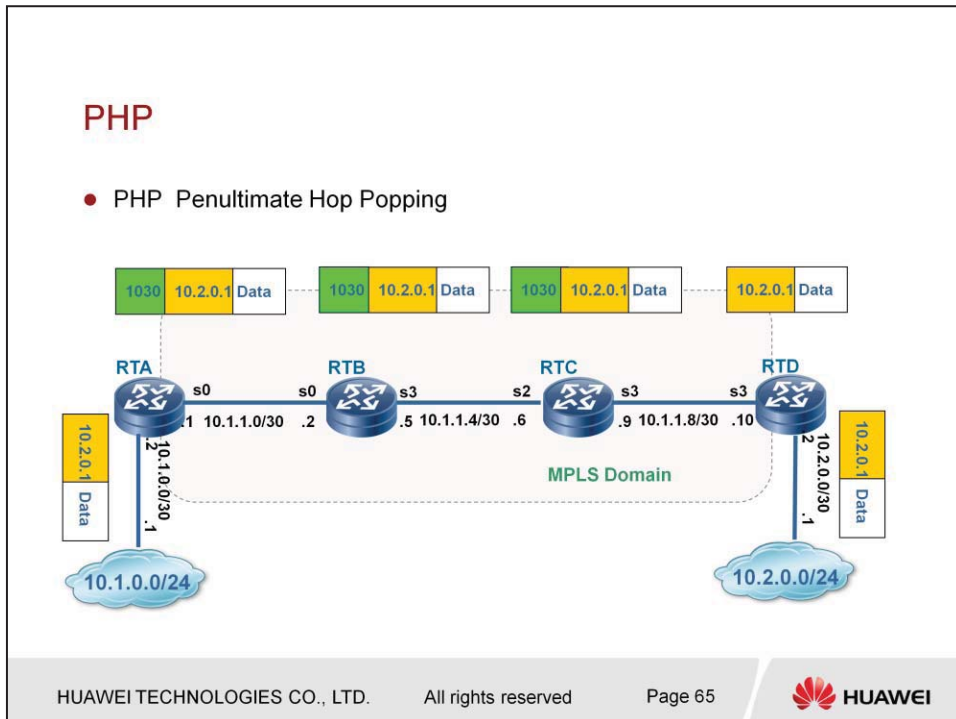 PHP
PHP Penultimate Hop Popping
1030 10.2.0.1 Data
1030 10.2.0.1 Data
1030 10.2.0.1 Data
10.2.0.1 Data
RTA
RTB
RTC
RTD
s0
s0
s3
s2
s3
s3
.1 10.1.1.0/30 .2
.5 10.1.1.4/30 .6
.9 10.1.1.8/30 .10
10.2.0.1 Data
.2
10.1.0.0/30
.1
MPLS Domain
.2
10.2.0.0/30
.1
10.2.0.1 Data
10.1.0.0/24
10.2.0.0/24
HUAWEI TECHNOLOGIES CO., LTD. All rights reserved Page 65 HUAWEI